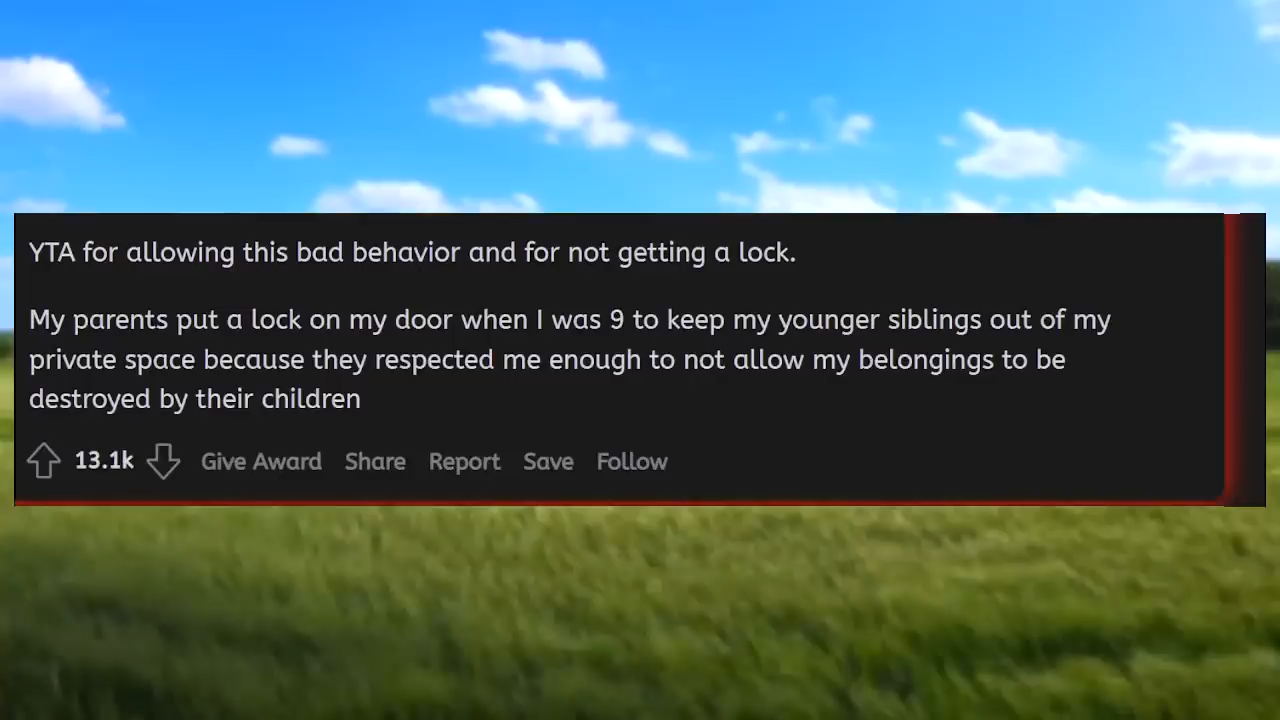 YTA for allowing this bad behavior and for not getting a lock.
My parents put a lock on my door when I was 9 to keep my younger siblings out of my
private space because they respected me enough to not allow my belongings to be
destroyed by their children
13.1k Give Award Share Report Save Follow